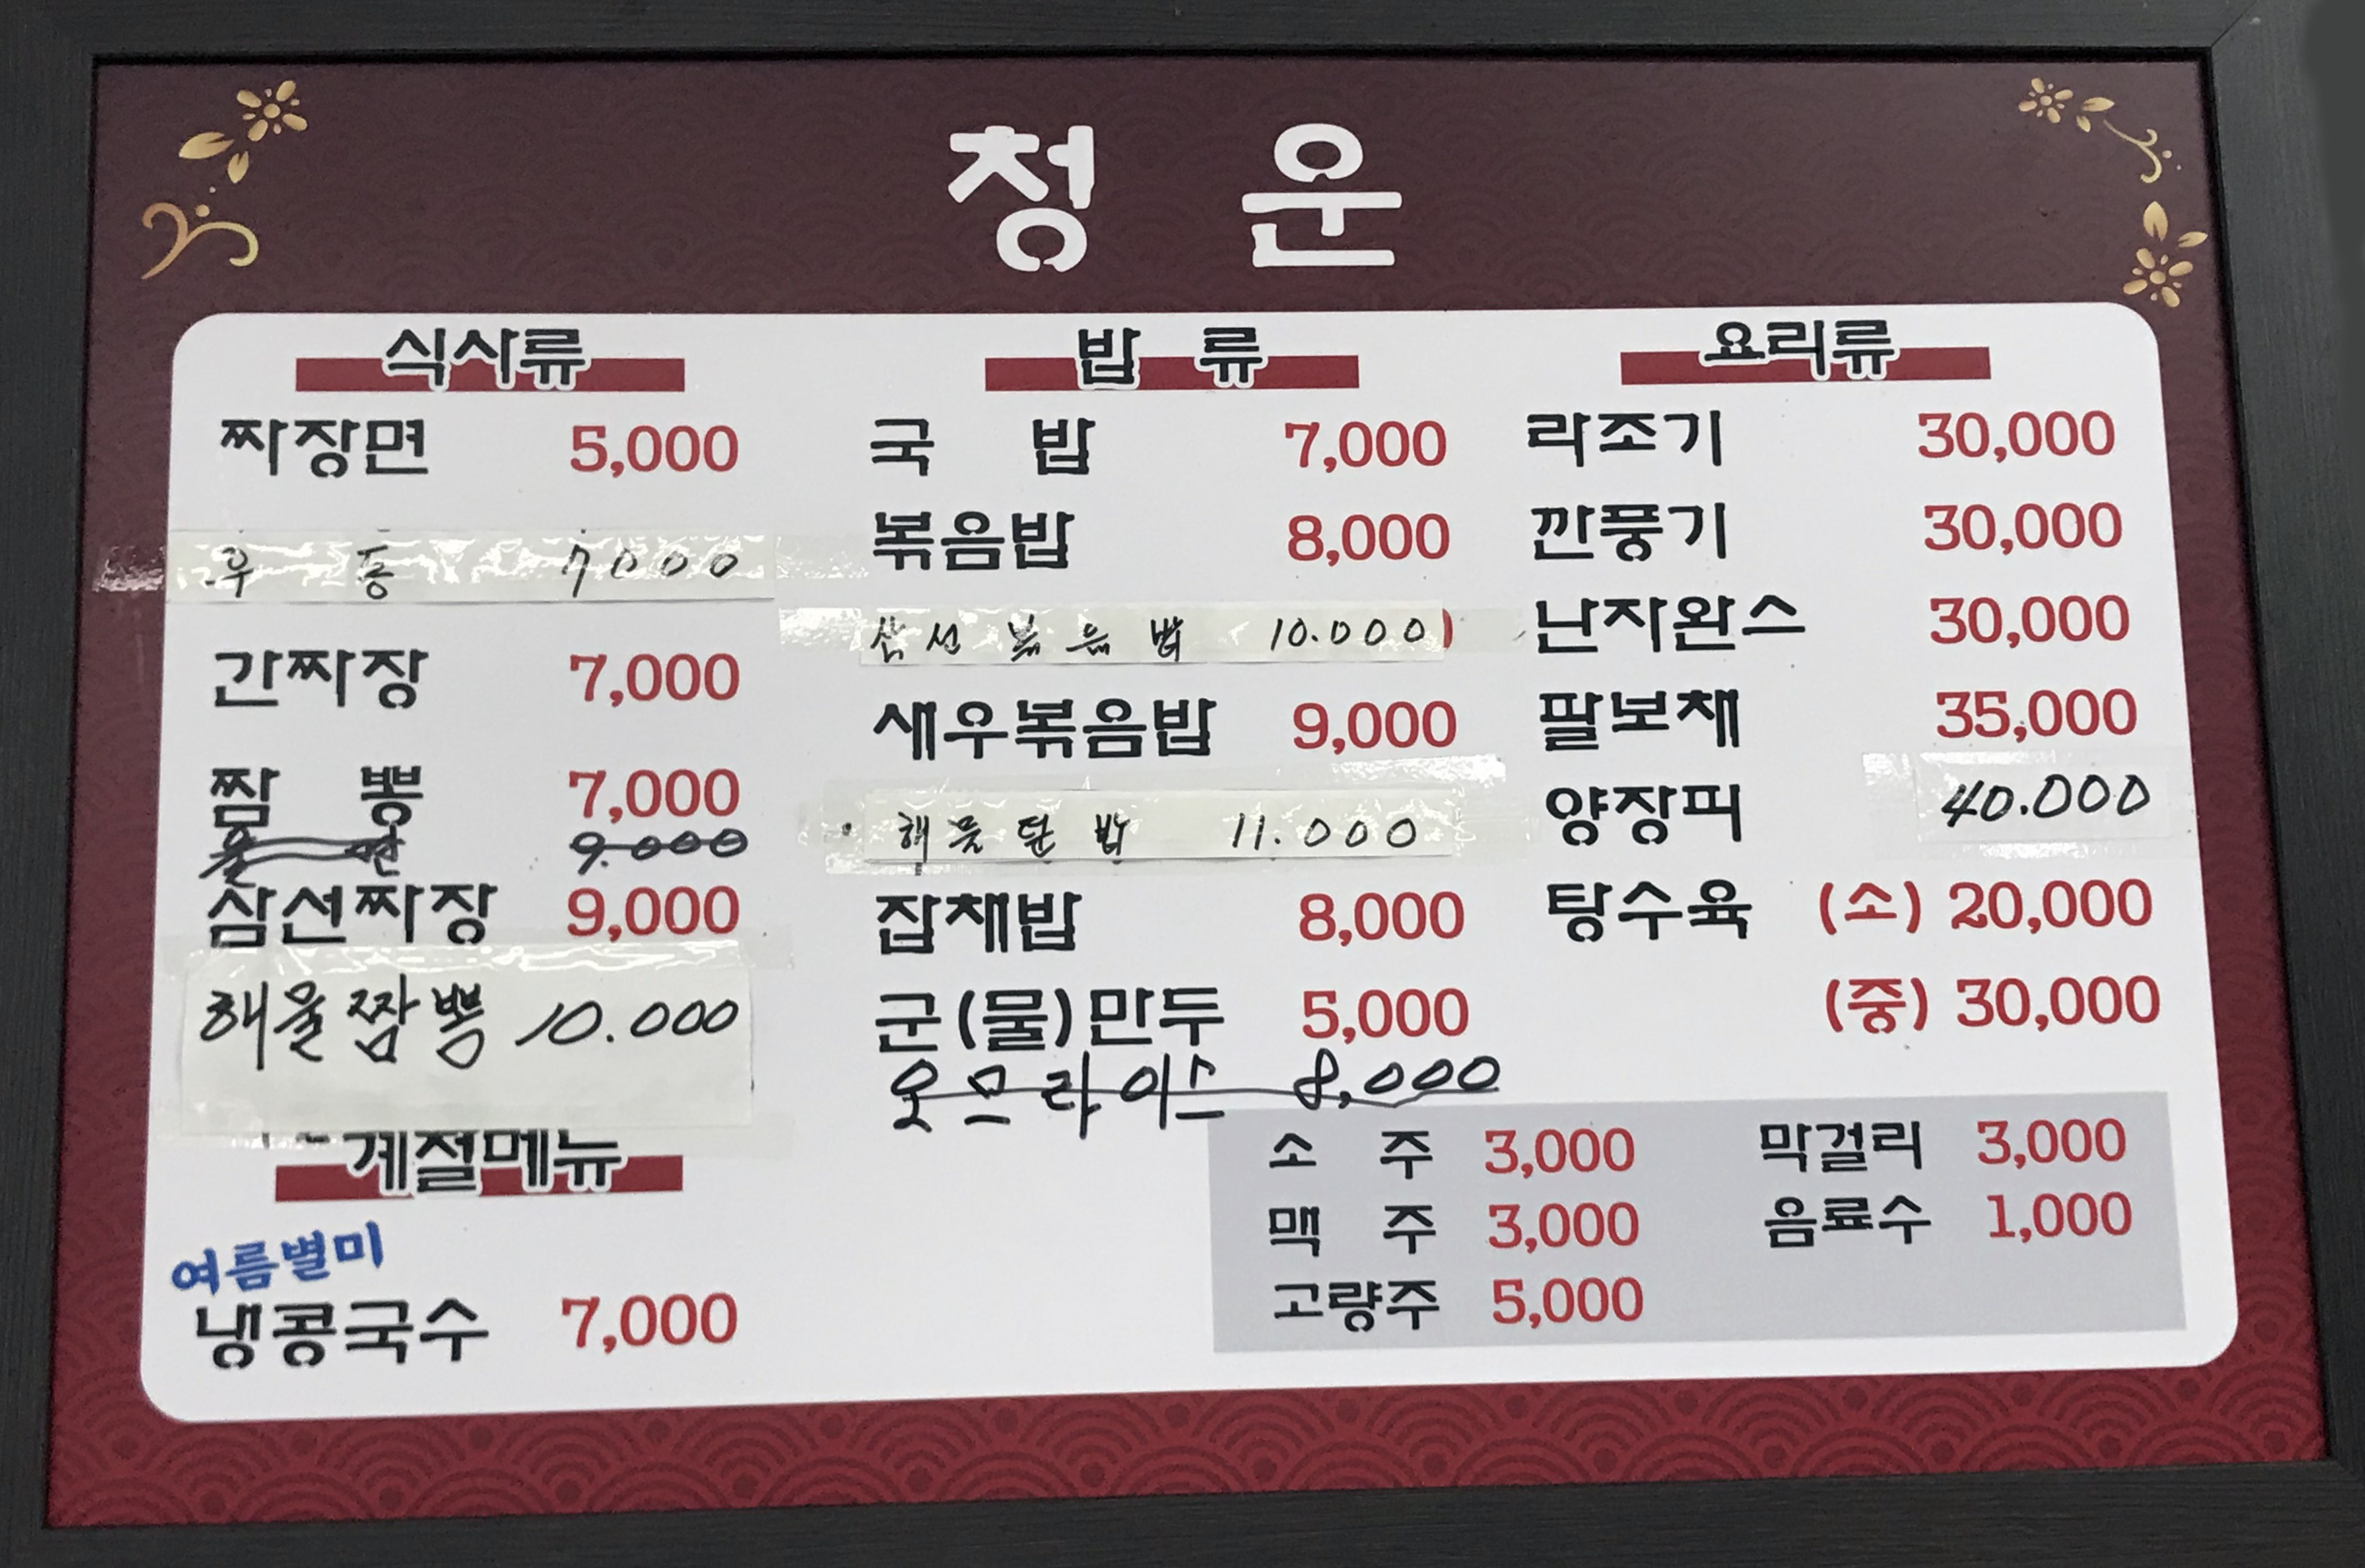 청 운
식사류
짜장면 5,000
우 동 7000
간짜장 7,000
짬 뽕 7,000
울 면 9.000
삼선짜장 9,000
해물짬뽕 10.000
계절메뉴
여름별미
냉콩국수 7,000
밥 류
국 밥 7,000
볶음밥 8,000
삼선볶음밥 10.000
새우볶음밥 9,000
해물덮밥 11.000
잡채밥 8,000
군(물)만두 5,000
오므라이스 8,000
요리류
라조기 30,000
깐풍기 30,000
난자완스 30,000
팔보채 35,000
양장피 40.000
탕수육 (소) 20,000
(중) 30,000
소 주 3,000
맥 주 3,000
고량주 5,000
막걸리 3,000
음료수 1,000